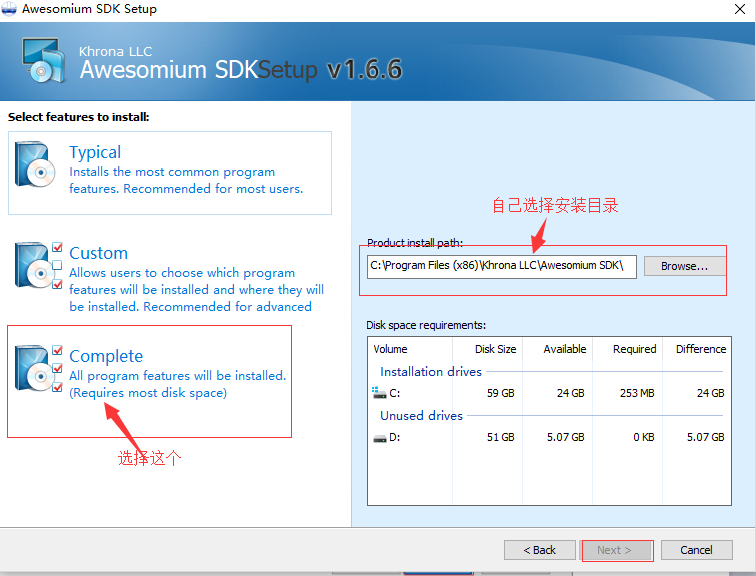 Awesomium SDK Setup
Khrona LLC
Awesomium SDKSetup v1.6.6
Select features to install:
Typical
Installs the most common program
features. Recommended for most users.
Custom
Allows users to choose which program
features will be installed and where they will
be installed. Recommended for advanced
Complete
All program features will be installed.
(Requires most disk space)
选择这个
自己选择安装目录
Product install path:
C:\Program Files (x86)\Khrona LLC\Awesomium SDK\
Browse...
Disk space requirements:
Volume Disk Size Available Required Difference
Installation drives
C: 59 GB 24 GB 253 MB 24 GB
Unused drives
D: 51 GB 5.07 GB 0 KB 5.07 GB
< Back Next > Cancel